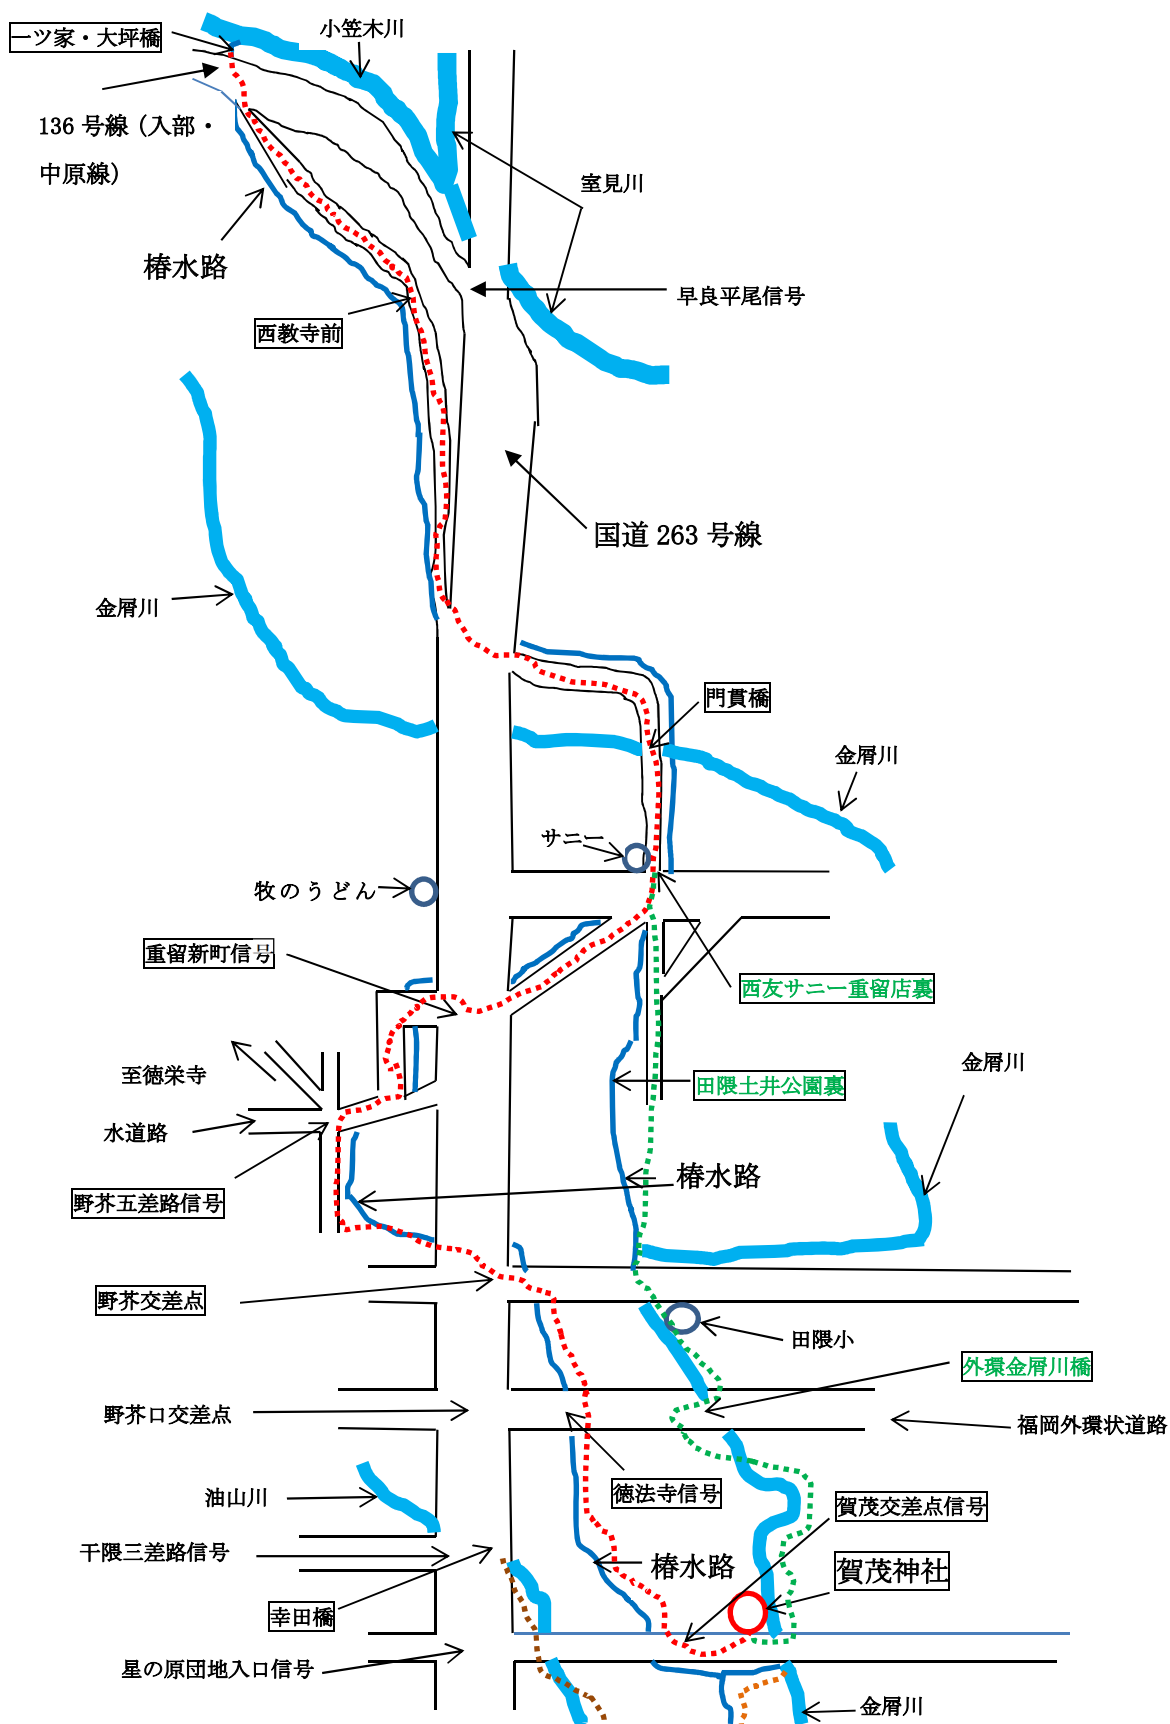 小笠木川
一ツ家・大坪橋
136 号線（入部・
中原線）
室見川
椿水路
早良平尾信号
西教寺前
国道 263 号線
金屑川
門貫橋
金屑川
サニー
牧のうどん
重留新町信号
西友サニー重留店裏
金屑川
至徳栄寺
田隈土井公園裏
水道路
椿水路
野芥五差路信号
野芥交差点
田隈小
外環金屑川橋
野芥口交差点
福岡外環状道路
徳法寺信号
油山川
賀茂交差点信号
干隈三差路信号
椿水路
賀茂神社
幸田橋
星の原団地入口信号
金屑川